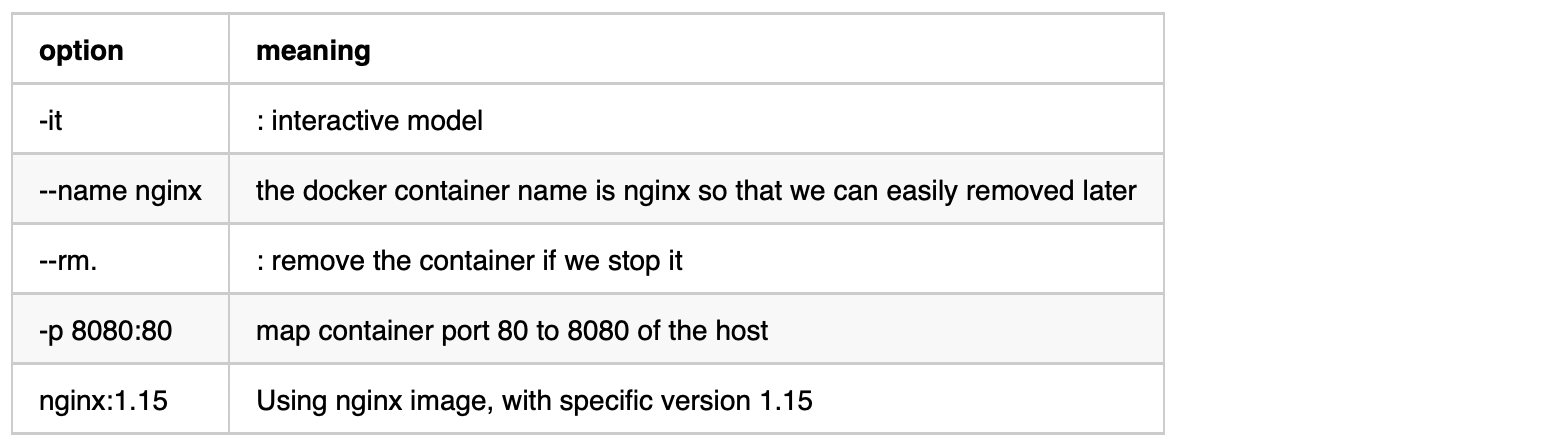 option meaning
-it : interactive model
--name nginx the docker container name is nginx so that we can easily removed later
--rm. : remove the container if we stop it
-p 8080:80 map container port 80 to 8080 of the host
nginx:1.15 Using nginx image, with specific version 1.15